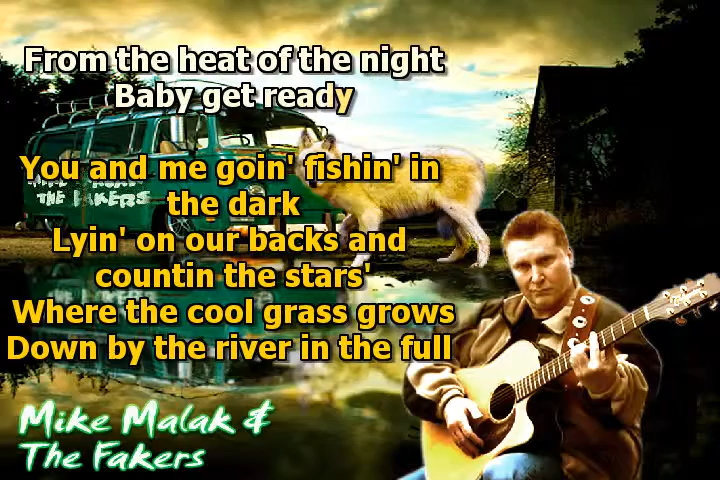 From the heat of the night
Baby get ready
You and me goin' fishin' in
the dark
Lyin' on our backs and
countin the stars'
Where the cool grass grows
Down by the river in the full
THE FAKERS
Mike Malak &
The Fakers